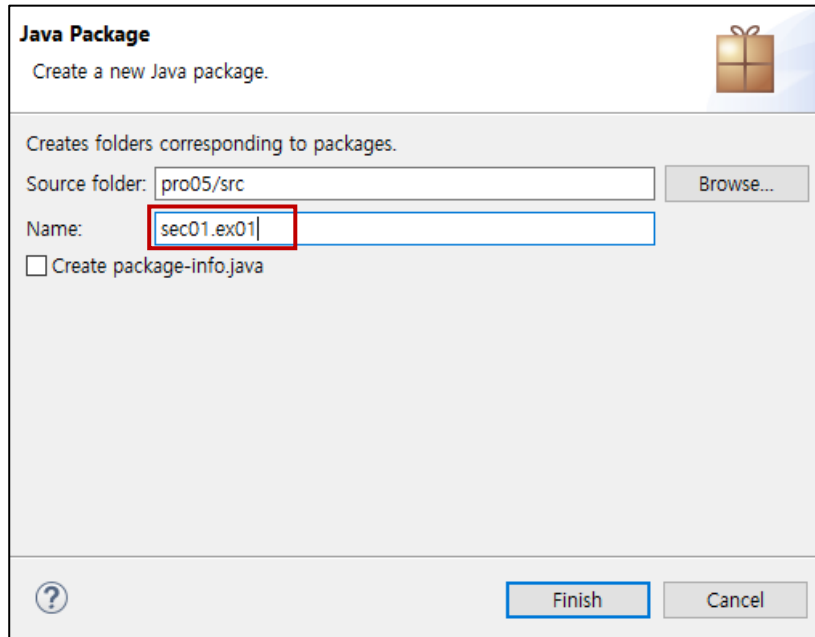 Java Package
Create a new Java package.
Creates folders corresponding to packages.
Source folder: pro05/src Browse...
Name: sec01.ex01
Create package-info.java
? Finish Cancel